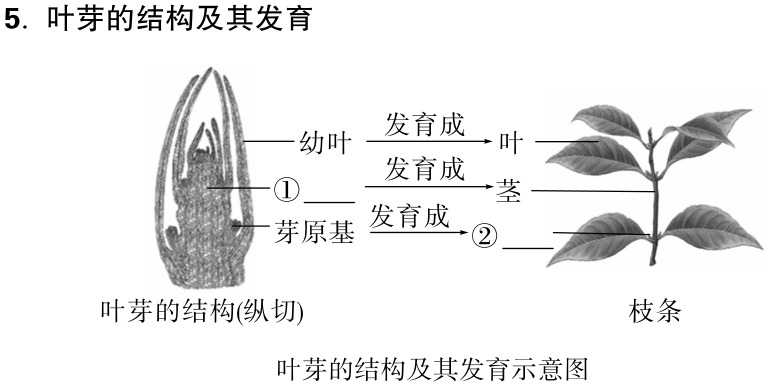 5. 叶芽的结构及其发育
幼叶 发育成 叶
① ____ 发育成 茎
芽原基 发育成 ② ____
叶芽的结构(纵切) 枝条
叶芽的结构及其发育示意图